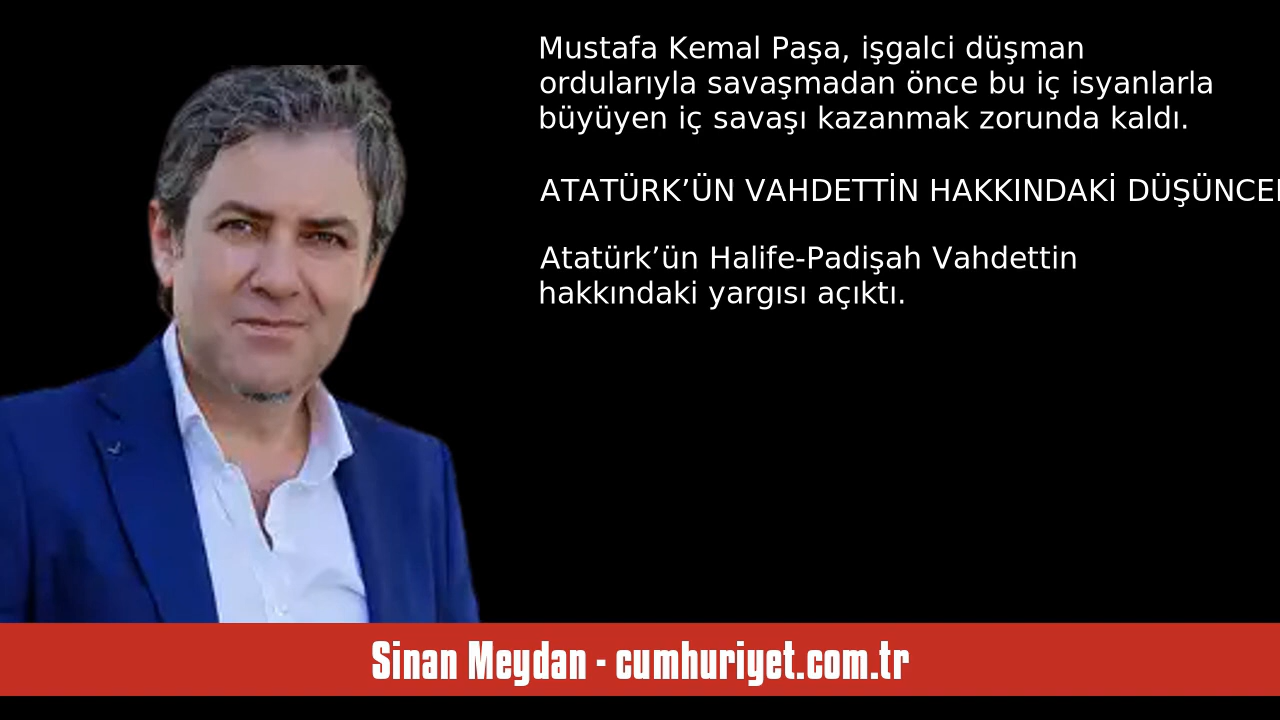 Mustafa Kemal Paşa, işgalci düşman
ordularıyla savaşmadan önce bu iç isyanlarla
büyüyen iç savaşı kazanmak zorunda kaldı.
ATATÜRK’ÜN VAHDETTİN HAKKINDAKİ
Atatürk’ün Halife-Padişah Vahdettin
hakkındaki yargısı açıktı.
Sinan Meydan - cumhuriyet.com.tr